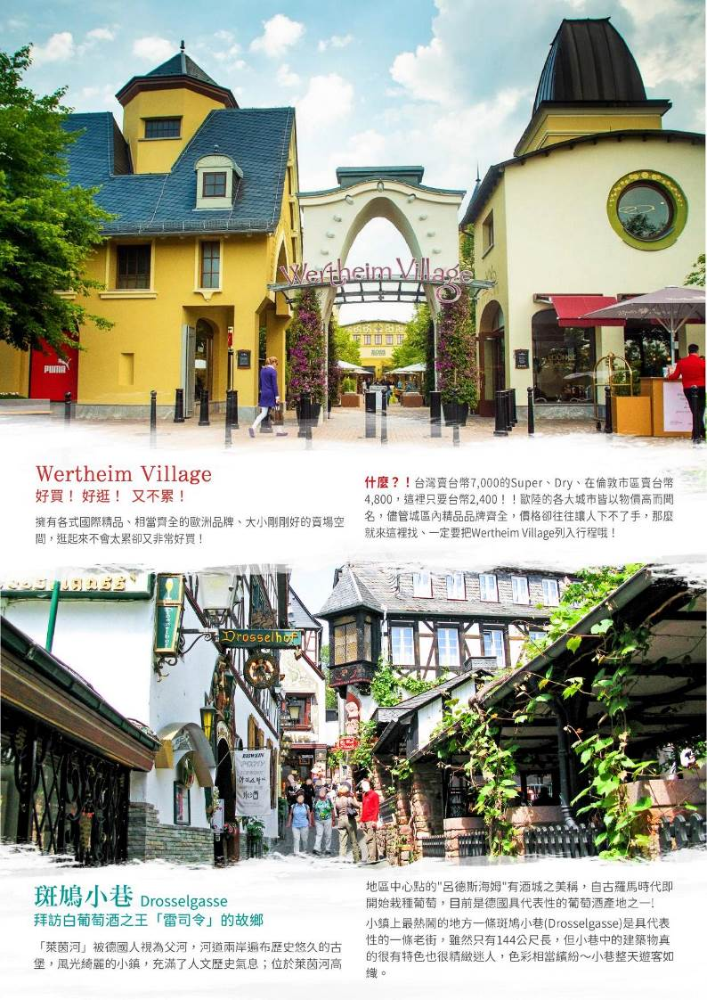 Wertheim Village
PUMA
BOSS
LOUNGE
Wertheim Village
好買！好逛！ 又不累！
擁有各式國際精品、相當齊全的歐洲品牌、大小剛剛好的賣場空
間，逛起來不會太累卻又非常好買！
什麼？！台灣賣台幣7,000的Super、Dry、在倫敦市區賣台幣
4,800，這裡只要台幣2,400！！歐陸的各大城市皆以物價高而聞
名，儘管城區內精品品牌齊全，價格卻往往讓人下不了手，那麼
就來這裡找、一定要把Wertheim Village列入行程哦！
Drosselhof
EISWEIN
アイスワイン
아이스와인
冰酒
斑鳩小巷 Drosselgasse
拜訪白葡萄酒之王「雷司令」的故鄉
「萊茵河」被德國人視為父河，河道兩岸遍布歷史悠久的古
堡，風光綺麗的小鎮，充滿了人文歷史氣息；位於萊茵河高
地區中心點的"呂德斯海姆"有酒城之美稱，自古羅馬時代即
開始栽種葡萄，目前是德國具代表性的葡萄酒產地之一!
小鎮上最熱鬧的地方一條斑鳩小巷(Drosselgasse)是具代表
性的一條老街，雖然只有144公尺長，但小巷中的建築物真
的很有特色也很精緻迷人，色彩相當繽紛～小巷整天遊客如
織。